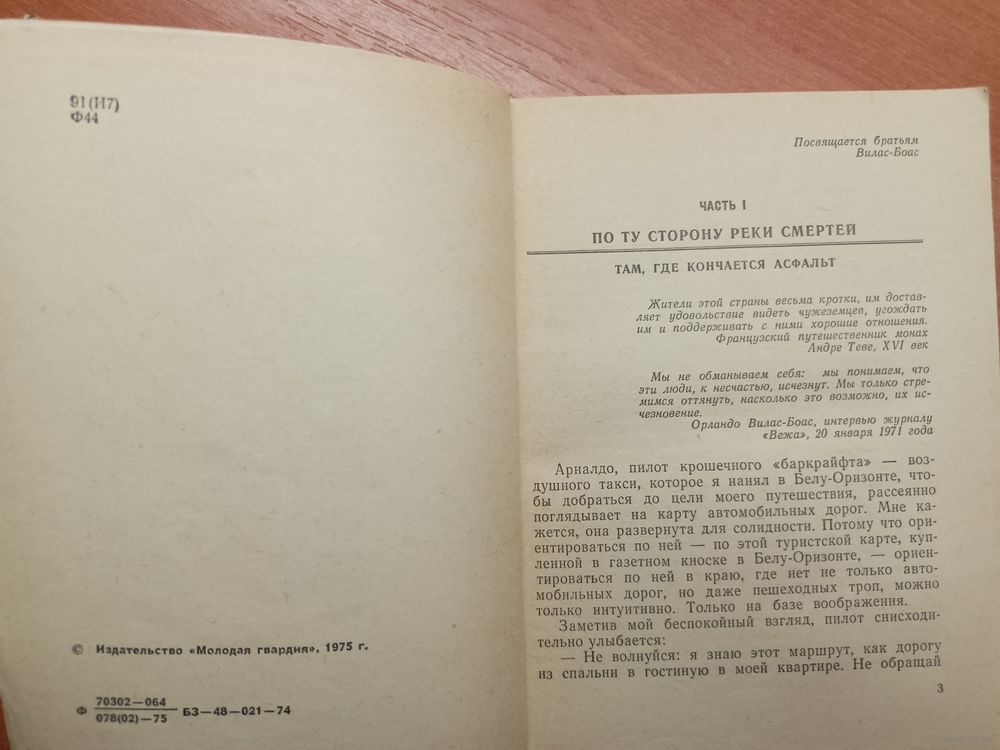 91(И7)
Ф44
© Издательство «Молодая гвардия», 1975 г.
Ф 70302—064
078(02)—75 БЗ—48—021—74
Посвящается братьям
Вилас-Боас
ЧАСТЬ I
ПО ТУ СТОРОНУ РЕКИ СМЕРТЕЙ
ТАМ, ГДЕ КОНЧАЕТСЯ АСФАЛЬТ
Жители этой страны весьма кротки, им достав-
ляет удовольствие видеть чужеземцев, угождать
им и поддерживать с ними хорошие отношения.
Французский путешественник монах
Андре Теве, XVI век
Мы не обманываем себя: мы понимаем, что
эти люди, к несчастью, исчезнут. Мы только стре-
мимся оттянуть, насколько это возможно, их ис-
чезновение.
Орландо Вилас-Боас, интервью журналу
«Вежа», 20 января 1971 года
Арналдо, пилот крошечного «баркрайфта» — воз-
душного такси, которое я нанял в Белу-Оризонте, что-
бы добраться до цели моего путешествия, рассеянно
поглядывает на карту автомобильных дорог. Мне ка-
жется, она развернута для солидности. Потому что ори-
ентироваться по ней — по этой туристской карте, куп-
ленной в газетном киоске в Белу-Оризонте, — ориен-
тироваться по ней в краю, где нет не только авто-
мобильных дорог, но даже пешеходных троп, можно
только интуитивно. Только на базе воображения.
Заметив мой беспокойный взгляд, пилот снисходи-
тельно улыбается:
— Не волнуйся: я знаю этот маршрут, как дорогу
из спальни в гостиную в моей квартире. Не обращай
3